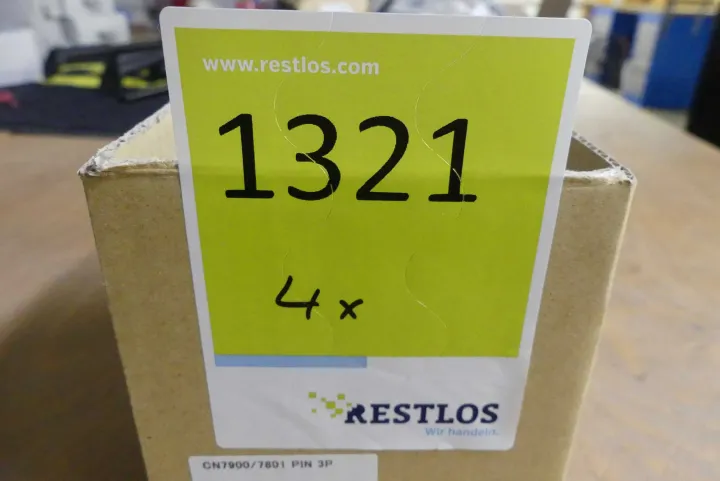 www.restlos.com
1321
4x
RESTLOS
Wir handeln.
CN7900/7801 PIN 3P